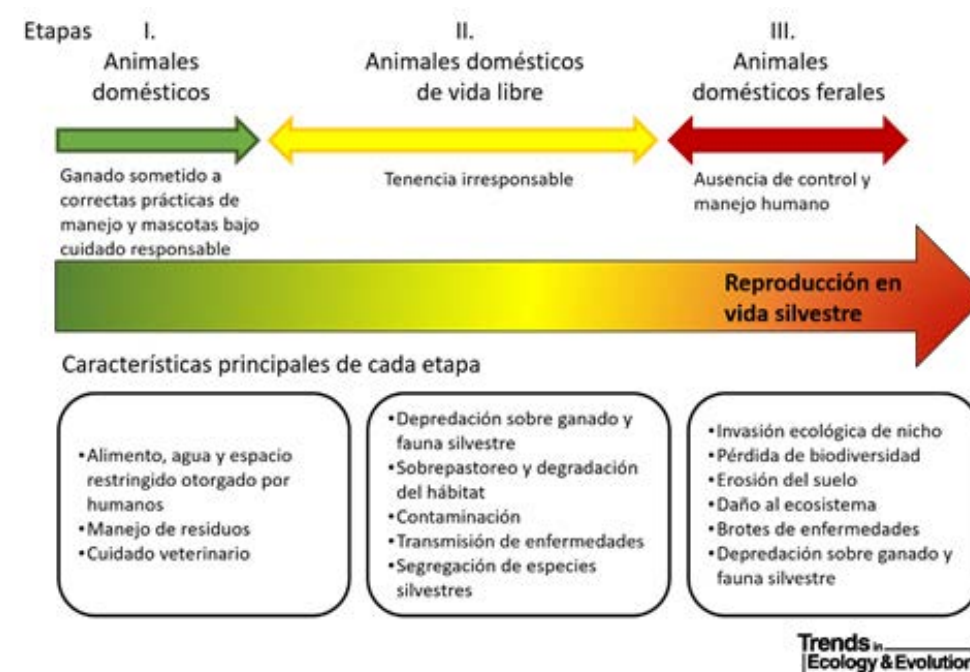 Etapas
I.
Animales
domésticos
II.
Animales domésticos
de vida libre
III.
Animales
domésticos ferales
Ganado sometido a
correctas prácticas de
manejo y mascotas bajo
cuidado responsable
Tenencia irresponsable
Ausencia de control y
manejo humano
Reproducción en
vida silvestre
Características principales de cada etapa
•Alimento, agua y espacio
restringido otorgado por
humanos
•Manejo de residuos
•Cuidado veterinario
•Depredación sobre ganado y
fauna silvestre
•Sobrepastoreo y degradación
del hábitat
•Contaminación
•Transmisión de enfermedades
•Segregación de especies
silvestres
•Invasión ecológica de nicho
•Pérdida de biodiversidad
•Erosión del suelo
•Daño al ecosistema
•Brotes de enfermedades
•Depredación sobre ganado y
fauna silvestre
Trends in
Ecology & Evolution